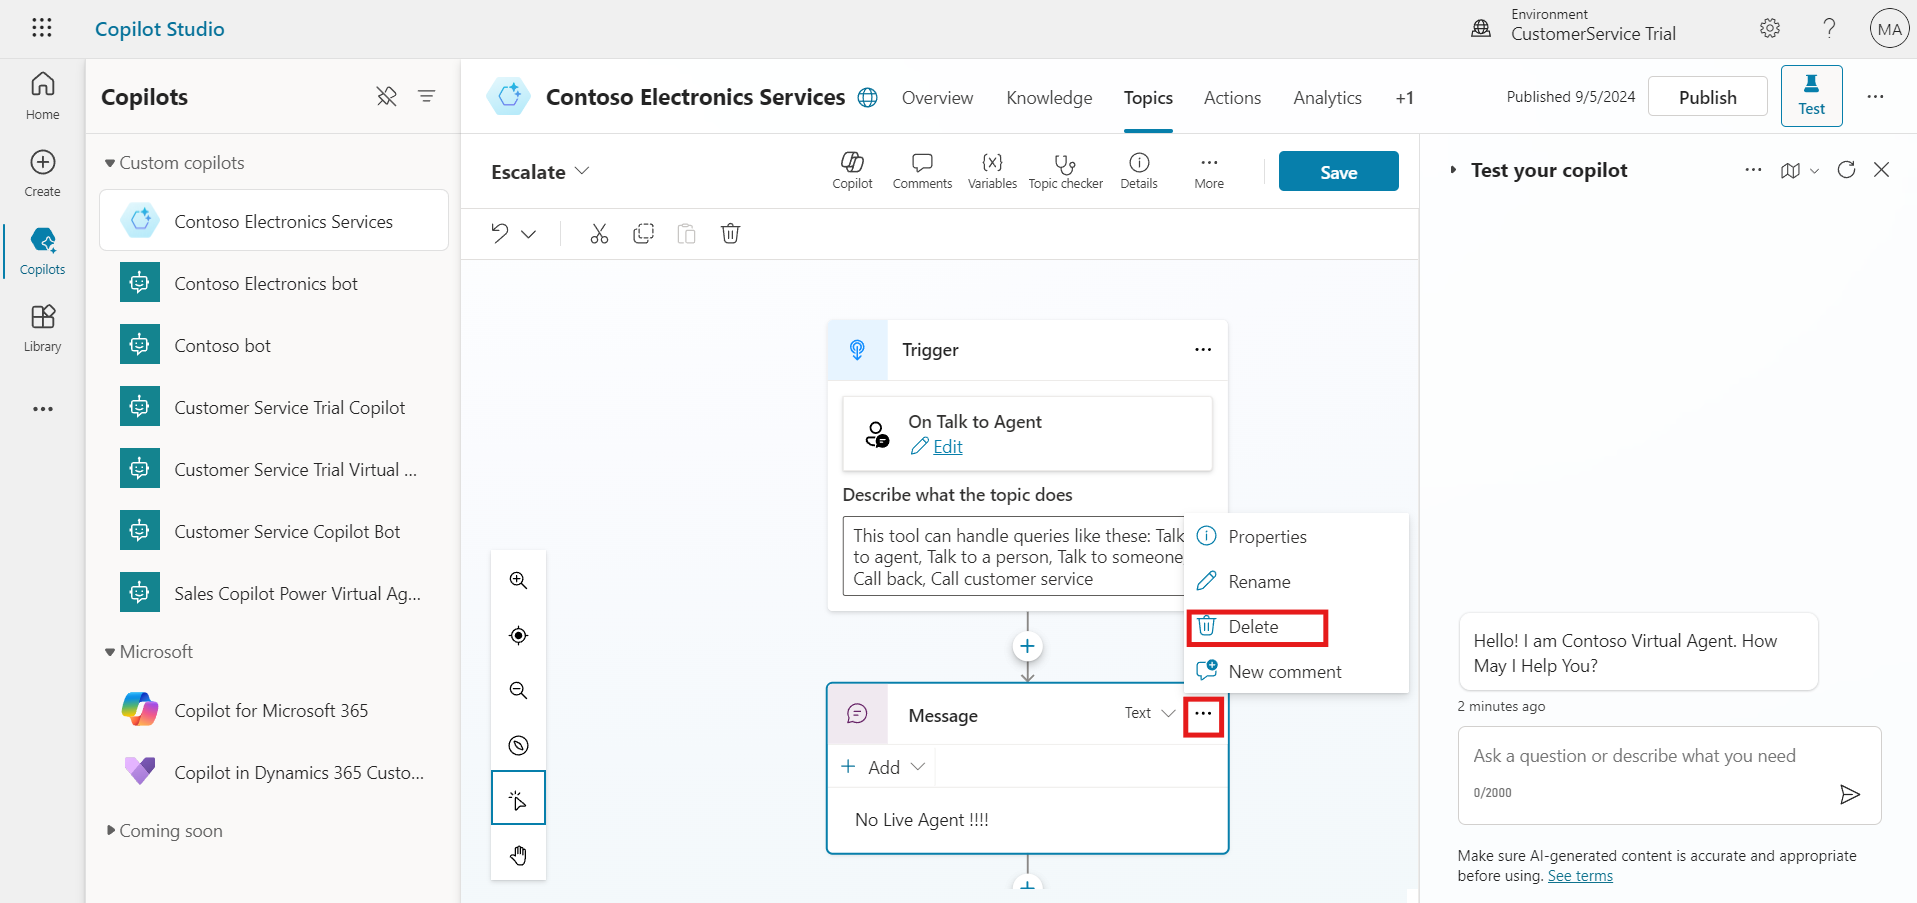 Copilot Studio
Environment
CustomerService Trial
?
MA
Home
Create
Copilots
Library
Copilots
Custom copilots
Contoso Electronics Services
Contoso Electronics bot
Contoso bot
Customer Service Trial Copilot
Customer Service Trial Virtual ...
Customer Service Copilot Bot
Sales Copilot Power Virtual Ag...
Microsoft
Copilot for Microsoft 365
Copilot in Dynamics 365 Custo...
Coming soon
Contoso Electronics Services
Overview
Knowledge
Topics
Actions
Analytics
+1
Published 9/5/2024
Publish
Test
Escalate
Copilot
Comments
{x}
Variables
Topic checker
Details
More
Save
Trigger
On Talk to Agent
Edit
Describe what the topic does
This tool can handle queries like these: Talk
to agent, Talk to a person, Talk to someone
Call back, Call customer service
Properties
Rename
Delete
New comment
Message
Text
Add
No Live Agent !!!!
Test your copilot
Hello! I am Contoso Virtual Agent. How
May I Help You?
2 minutes ago
Ask a question or describe what you need
0/2000
Make sure AI-generated content is accurate and appropriate
before using. See terms